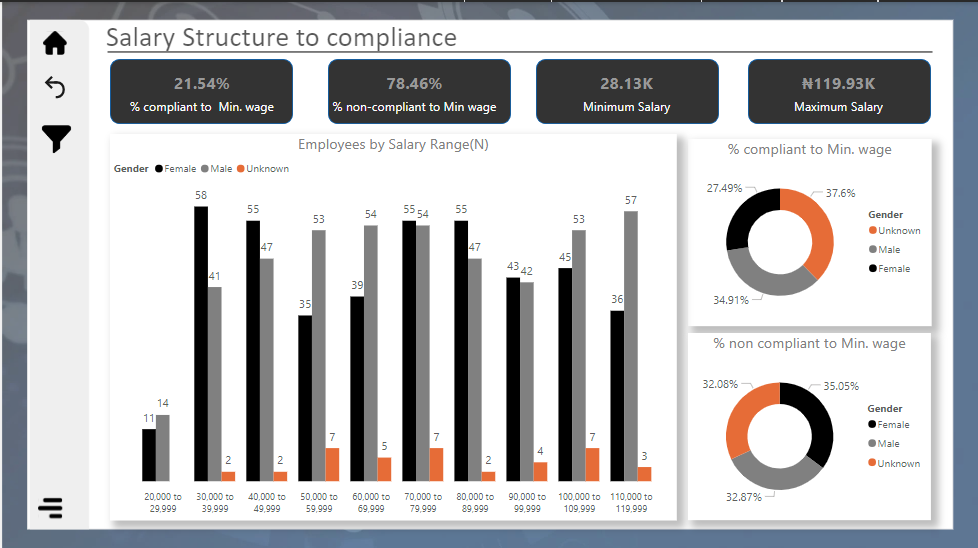 Salary Structure to compliance
21.54%
% compliant to Min. wage
78.46%
% non-compliant to Min wage
28.13K
Minimum Salary
₦119.93K
Maximum Salary
Employees by Salary Range(N)
Gender Female Male Unknown
11 14
58 41 2
55 47 2
35 53 7
39 54 5
55 54 7
55 47 2
43 42 4
45 53 7
36 57 3
20,000 to
29,999
30,000 to
39,999
40,000 to
49,999
50,000 to
59,999
60,000 to
69,999
70,000 to
79,999
80,000 to
89,999
90,000 to
99,999
100,000 to
109,999
110,000 to
119,999
% compliant to Min. wage
27.49%
37.6%
34.91%
Gender
Unknown
Male
Female
% non compliant to Min. wage
32.08%
35.05%
32.87%
Gender
Female
Male
Unknown